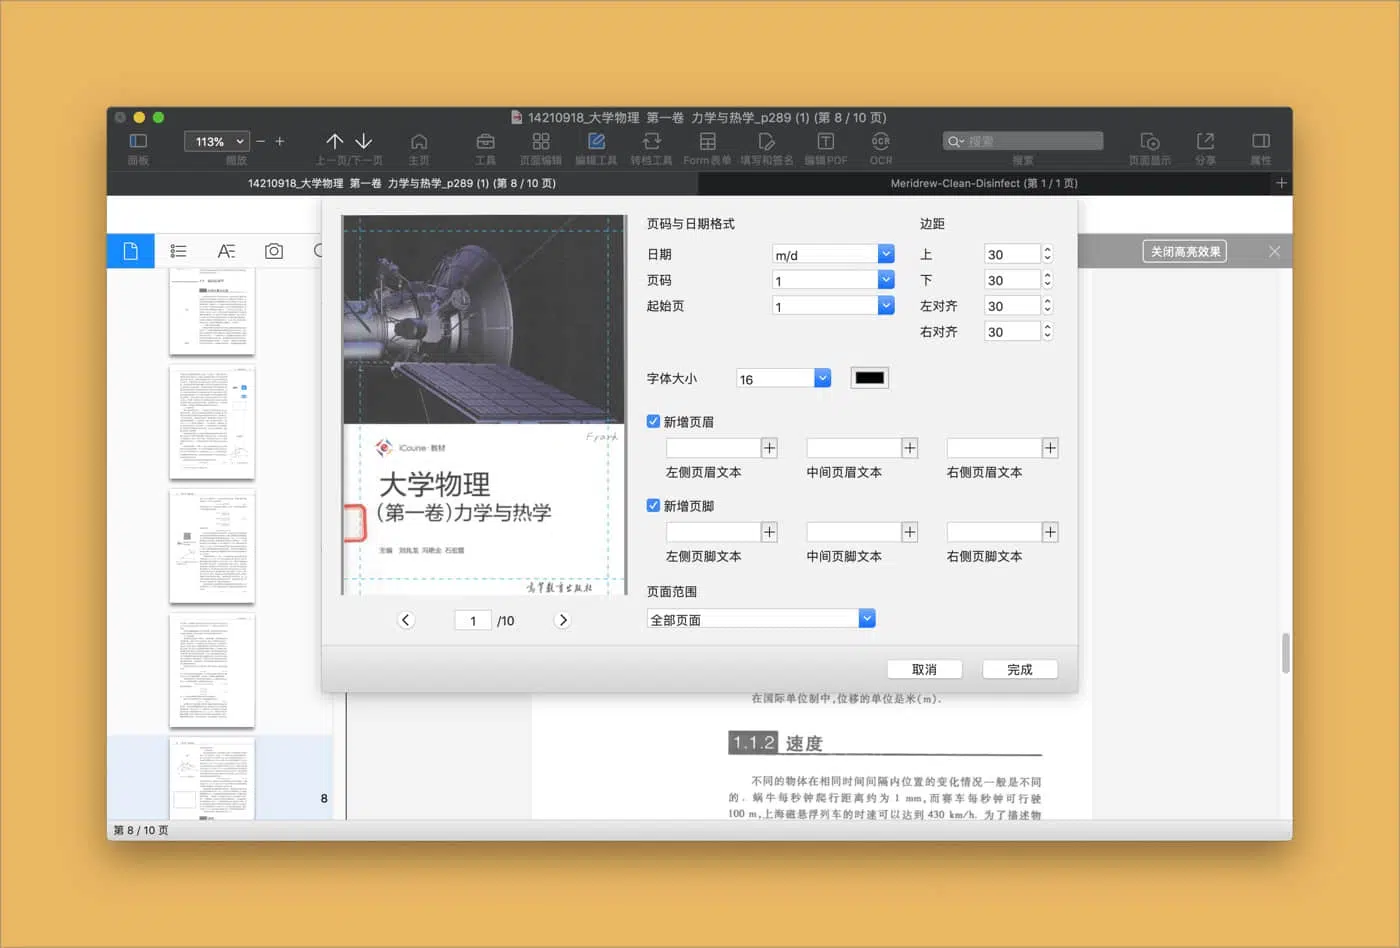 14210918_大学物理 第一卷 力学与热学_p289 (1) (第 8 / 10 页)
113%
搜索
OCR
面板
缩放
上一页/下一页
主页
工具
页面编辑
编辑工具
转档工具
Form表单
填写和签名
编辑PDF
OCR
搜索
页面显示
分享
属性
14210918_大学物理 第一卷 力学与热学_p289 (1) (第 8 / 10 页)
Meridrew-Clean-Disinfect (第 1 / 1 页)
关闭高亮效果
页码与日期格式
边距
日期
m/d
上
30
页码
1
下
30
起始页
1
左对齐
30
右对齐
30
字体大小
16
新增页眉
左侧页眉文本
中间页眉文本
右侧页眉文本
新增页脚
左侧页脚文本
中间页脚文本
右侧页脚文本
页面范围
全部页面
取消
完成
iCourse·教材
大学物理
(第一卷)力学与热学
主编 刘兆龙 冯艳全 石宏霆
高等教育出版社
1
/10
在国际单位制中,位移的单位是米(m).
1.1.2 速度
不同的物体在相同时间间隔内位置的变化情况一般是不同
的. 蜗牛每秒钟爬行距离约为 1 mm,而赛车每秒钟可行驶
100 m,上海磁悬浮列车的时速可以达到 430 km/h. 为了描述物
8
第 8 / 10 页